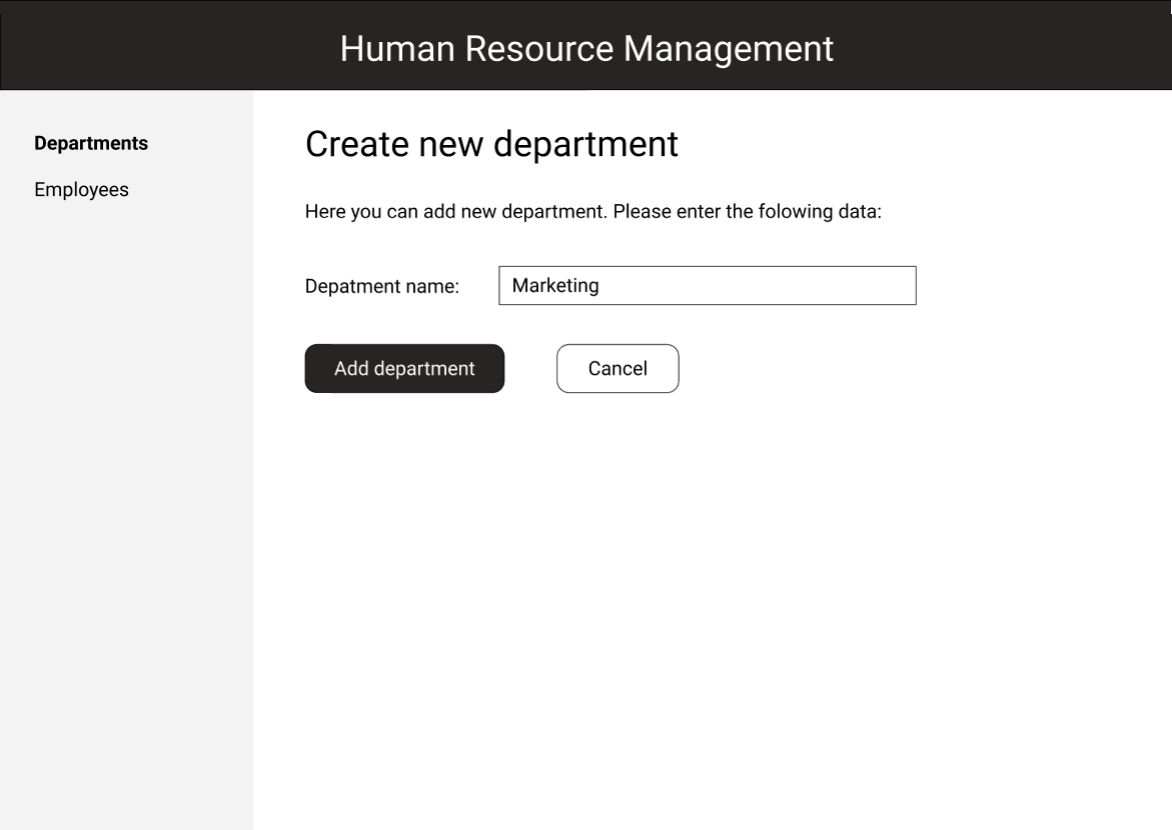 Human Resource Management
Departments
Employees
Create new department
Here you can add new department. Please enter the folowing data:
Depatment name: Marketing
Add department Cancel